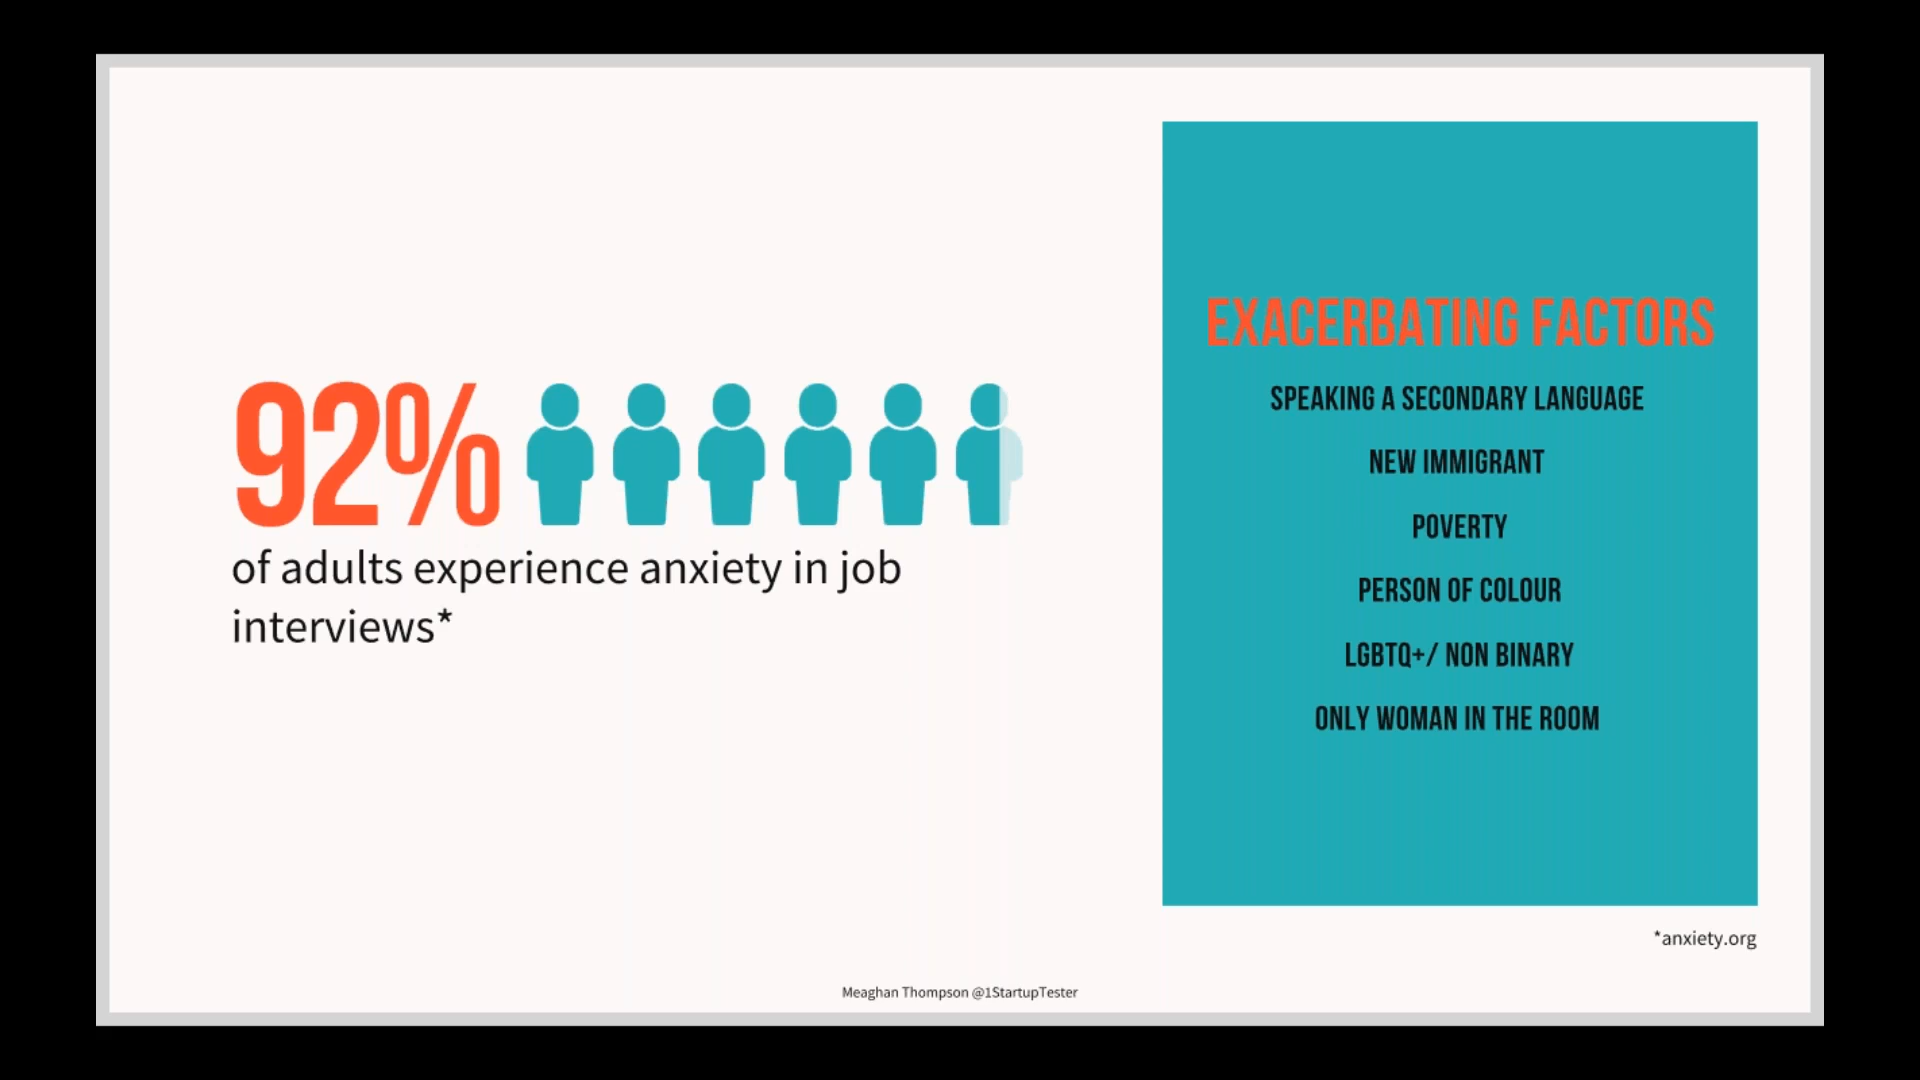 92%
of adults experience anxiety in job
interviews*
EXACERBATING FACTORS
SPEAKING A SECONDARY LANGUAGE
NEW IMMIGRANT
POVERTY
PERSON OF COLOUR
LGBTQ+/ NON BINARY
ONLY WOMAN IN THE ROOM
*anxiety.org
Meaghan Thompson @1StartupTester